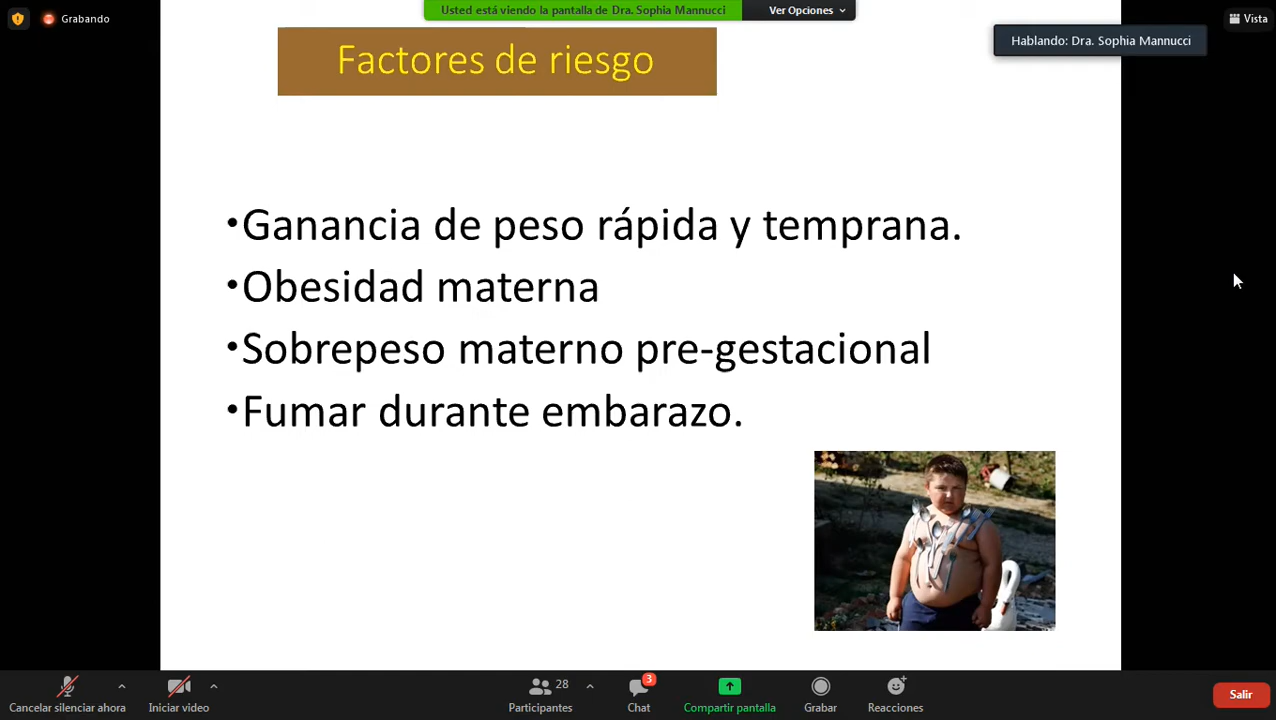 Grabando
Usted está viendo la pantalla de Dra. Sophia Mannucci
Ver Opciones
Vista
Hablando: Dra. Sophia Mannucci
Factores de riesgo
•Ganancia de peso rápida y temprana.
•Obesidad materna
•Sobrepeso materno pre-gestacional
•Fumar durante embarazo.
Cancelar silenciar ahora
Iniciar video
28
Participantes
3
Chat
Compartir pantalla
Grabar
Reacciones
Salir